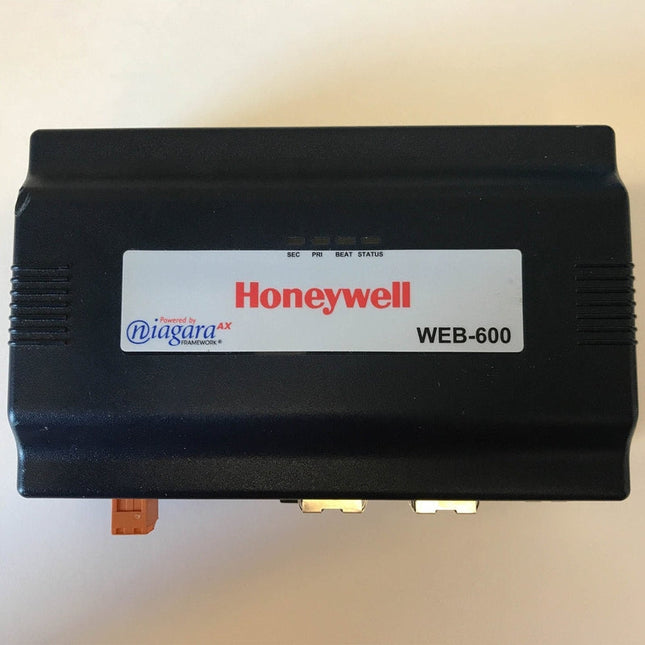 SEC PRI BEAT STATUS
Honeywell
Powered by
niagara AX
FRAMEWORK®
WEB-600